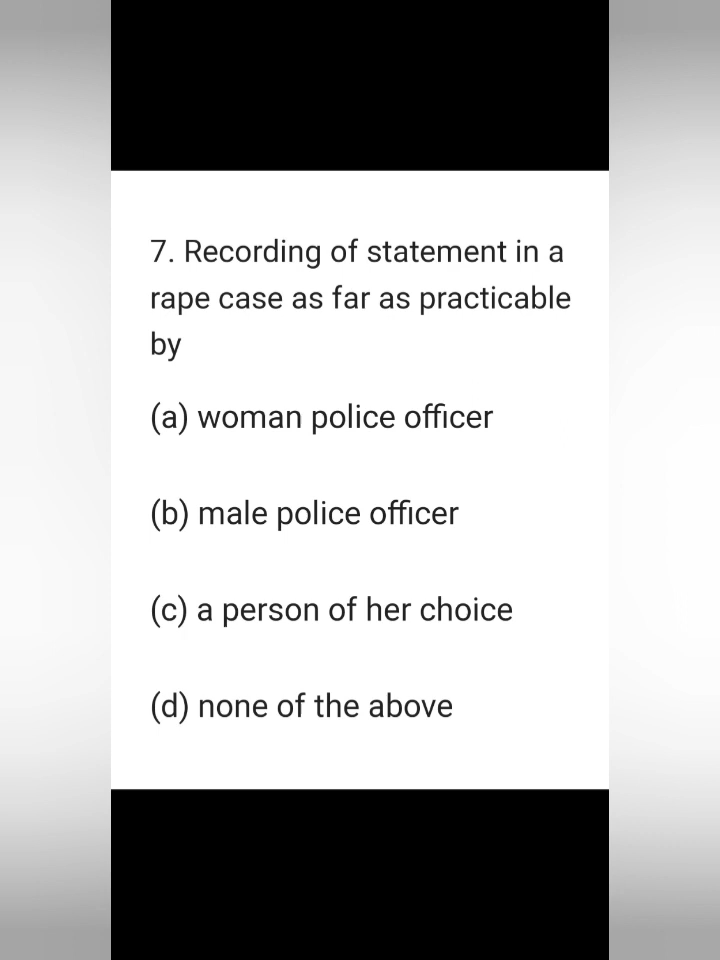 7. Recording of statement in a
rape case as far as practicable
by
(a) woman police officer
(b) male police officer
(c) a person of her choice
(d) none of the above